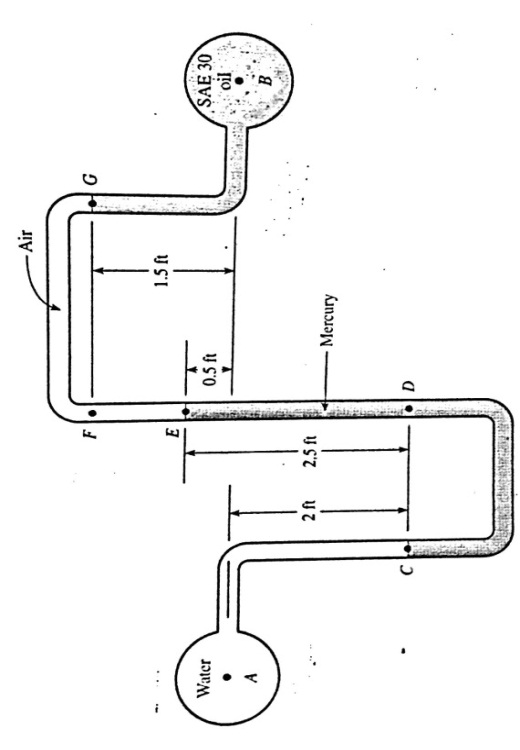 Air
G
SAE 30
oil
B
1.5 ft
F
0.5 ft
E
Mercury
2.5 ft
D
2 ft
Water
A
C